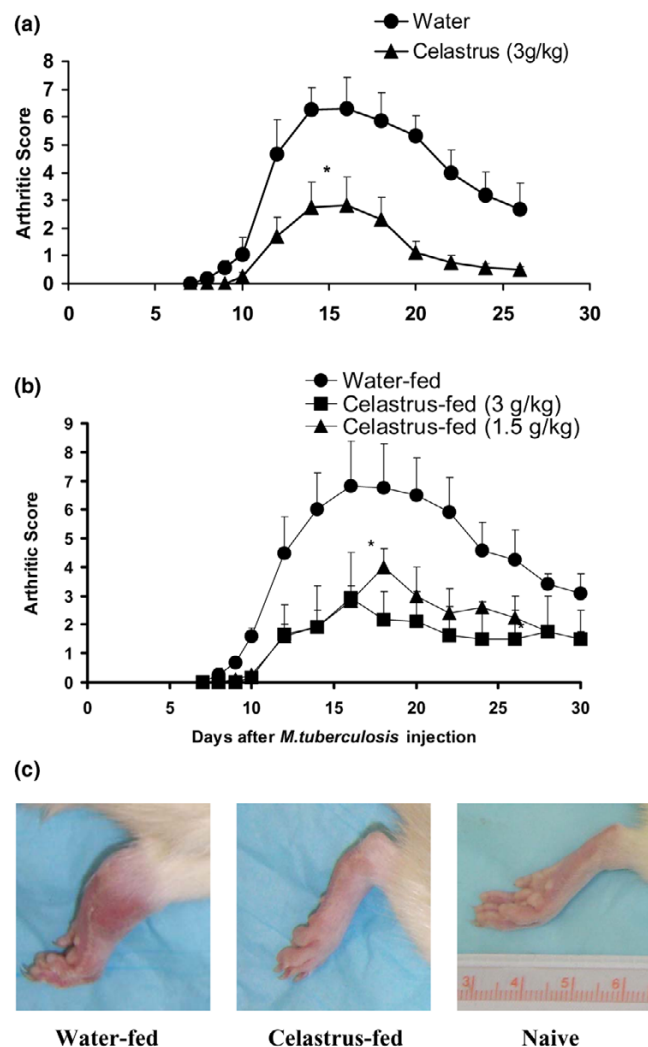 (a)
Water
Celastrus (3g/kg)
Arthritic Score
8
7
6
5
4
3
2
1
0
*
0 5 10 15 20 25 30
(b)
Water-fed
Celastrus-fed (3 g/kg)
Celastrus-fed (1.5 g/kg)
Arthritic Score
9
8
7
6
5
4
3
2
1
0
*
*
0 5 10 15 20 25 30
Days after M.tuberculosis injection
(c)
3 4 5 6
Water-fed Celastrus-fed Naive